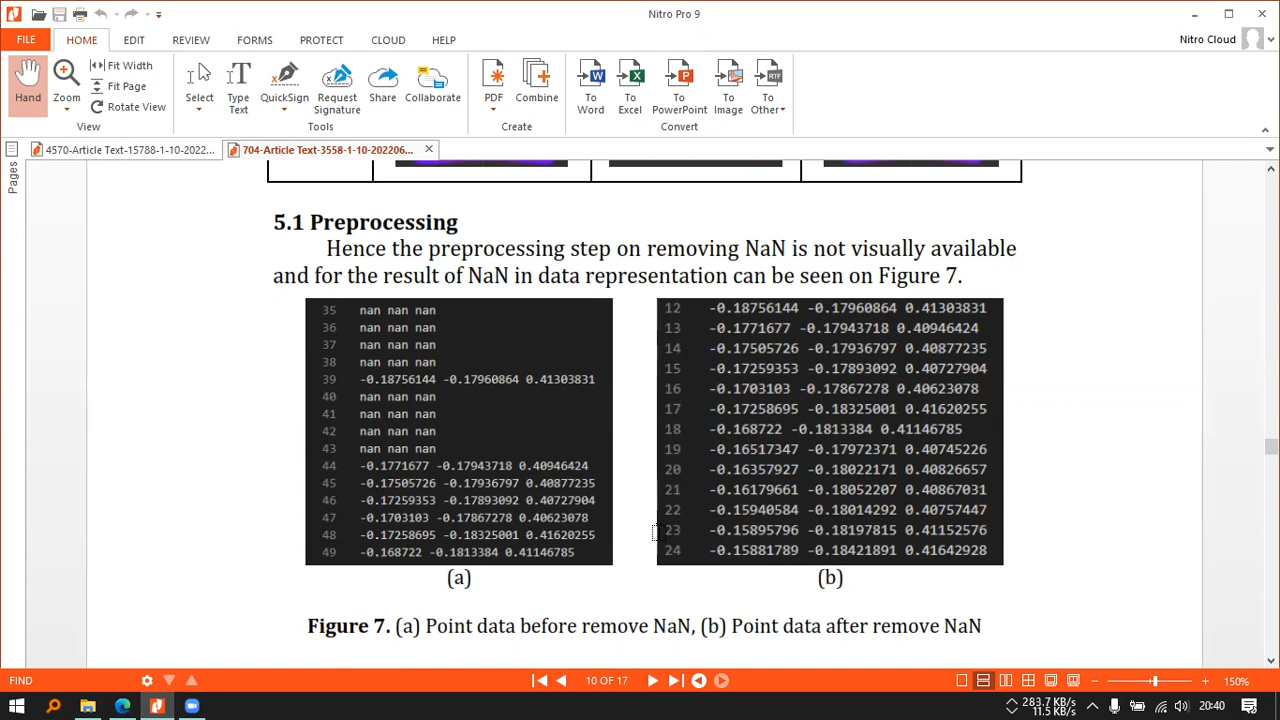 Nitro Pro 9
FILE HOME EDIT REVIEW FORMS PROTECT CLOUD HELP Nitro Cloud
Hand Zoom Fit Width Fit Page Rotate View Select Type Text QuickSign Request Signature Share Collaborate PDF Combine To Word To Excel To PowerPoint To Image To Other
View Tools Create Convert
4570-Article Text-15788-1-10-2022... 704-Article Text-3558-1-10-202206...
Pages
5.1 Preprocessing
Hence the preprocessing step on removing NaN is not visually available
and for the result of NaN in data representation can be seen on Figure 7.
35 nan nan nan
36 nan nan nan
37 nan nan nan
38 nan nan nan
39 -0.18756144 -0.17960864 0.41303831
40 nan nan nan
41 nan nan nan
42 nan nan nan
43 nan nan nan
44 -0.1771677 -0.17943718 0.40946424
45 -0.17505726 -0.17936797 0.40877235
46 -0.17259353 -0.17893092 0.40727904
47 -0.1703103 -0.17867278 0.40623078
48 -0.17258695 -0.18325001 0.41620255
49 -0.168722 -0.1813384 0.41146785
(a)
12 -0.18756144 -0.17960864 0.41303831
13 -0.1771677 -0.17943718 0.40946424
14 -0.17505726 -0.17936797 0.40877235
15 -0.17259353 -0.17893092 0.40727904
16 -0.1703103 -0.17867278 0.40623078
17 -0.17258695 -0.18325001 0.41620255
18 -0.168722 -0.1813384 0.41146785
19 -0.16517347 -0.17972371 0.40745226
20 -0.16357927 -0.18022171 0.40826657
21 -0.16179661 -0.18052207 0.40867031
22 -0.15940584 -0.18014292 0.40757447
23 -0.15895796 -0.18197815 0.41152576
24 -0.15881789 -0.18421891 0.41642928
(b)
Figure 7. (a) Point data before remove NaN, (b) Point data after remove NaN
FIND 10 OF 17 150%
283.7 KB/s
11.5 KB/s
20:40